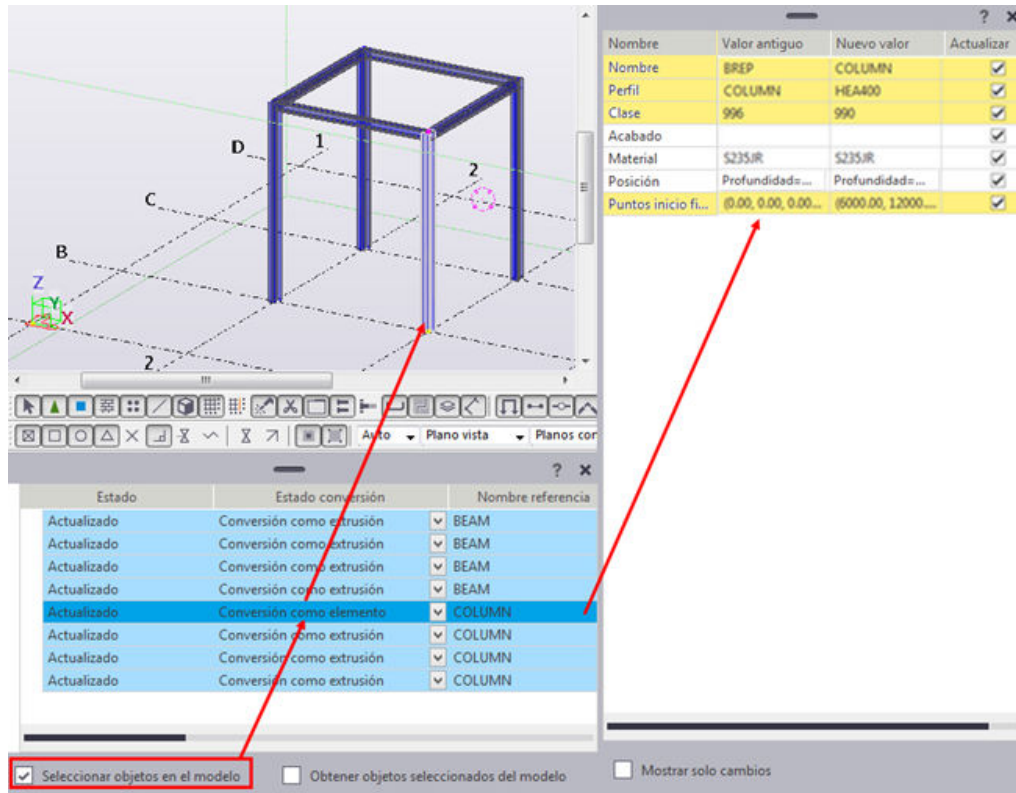 D
1
2
C
B
Z
Y
X
2
Auto Plano vista Planos con
?
Estado Estado conversión Nombre referencia
Actualizado Conversión como extrusión BEAM
Actualizado Conversión como extrusión BEAM
Actualizado Conversión como extrusión BEAM
Actualizado Conversión como extrusión BEAM
Actualizado Conversión como elemento COLUMN
Actualizado Conversión como extrusión COLUMN
Actualizado Conversión como extrusión COLUMN
Actualizado Conversión como extrusión COLUMN
Seleccionar objetos en el modelo Obtener objetos seleccionados del modelo
?
Nombre Valor antiguo Nuevo valor Actualizar
Nombre BREP COLUMN
Perfil COLUMN HEA400
Clase 996 990
Acabado
Material S235JR S235JR
Posición Profundidad=... Profundidad=...
Puntos inicio fi... (0.00, 0.00, 0.00... (6000.00, 12000....
Mostrar solo cambios